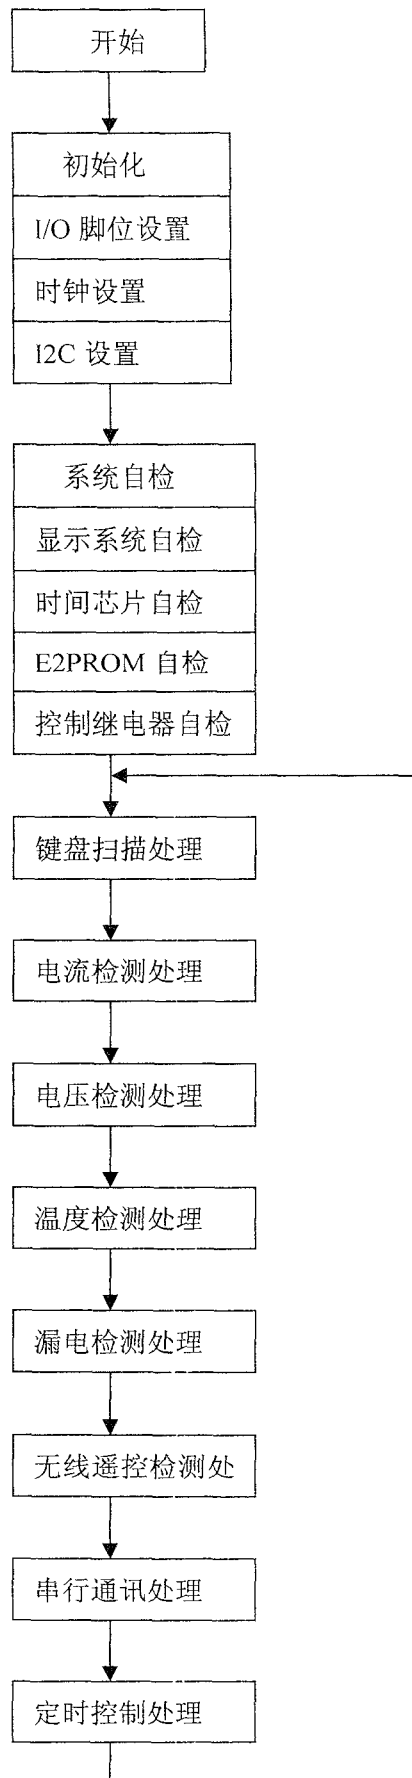 开始
初始化
I/O 脚位设置
时钟设置
I2C 设置
系统自检
显示系统自检
时间芯片自检
E2PROM 自检
控制继电器自检
键盘扫描处理
电流检测处理
电压检测处理
温度检测处理
漏电检测处理
无线遥控检测处
串行通讯处理
定时控制处理